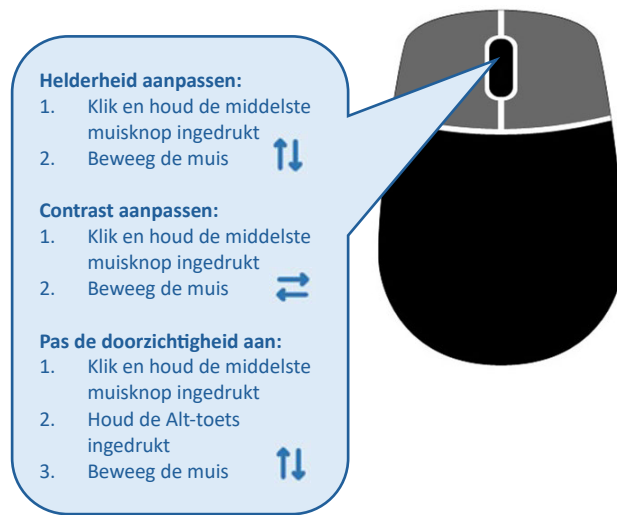 Helderheid aanpassen:
1. Klik en houd de middelste
muisknop ingedrukt
2. Beweeg de muis
Contrast aanpassen:
1. Klik en houd de middelste
muisknop ingedrukt
2. Beweeg de muis
Pas de doorzichtigheid aan:
1. Klik en houd de middelste
muisknop ingedrukt
2. Houd de Alt-toets
ingedrukt
3. Beweeg de muis